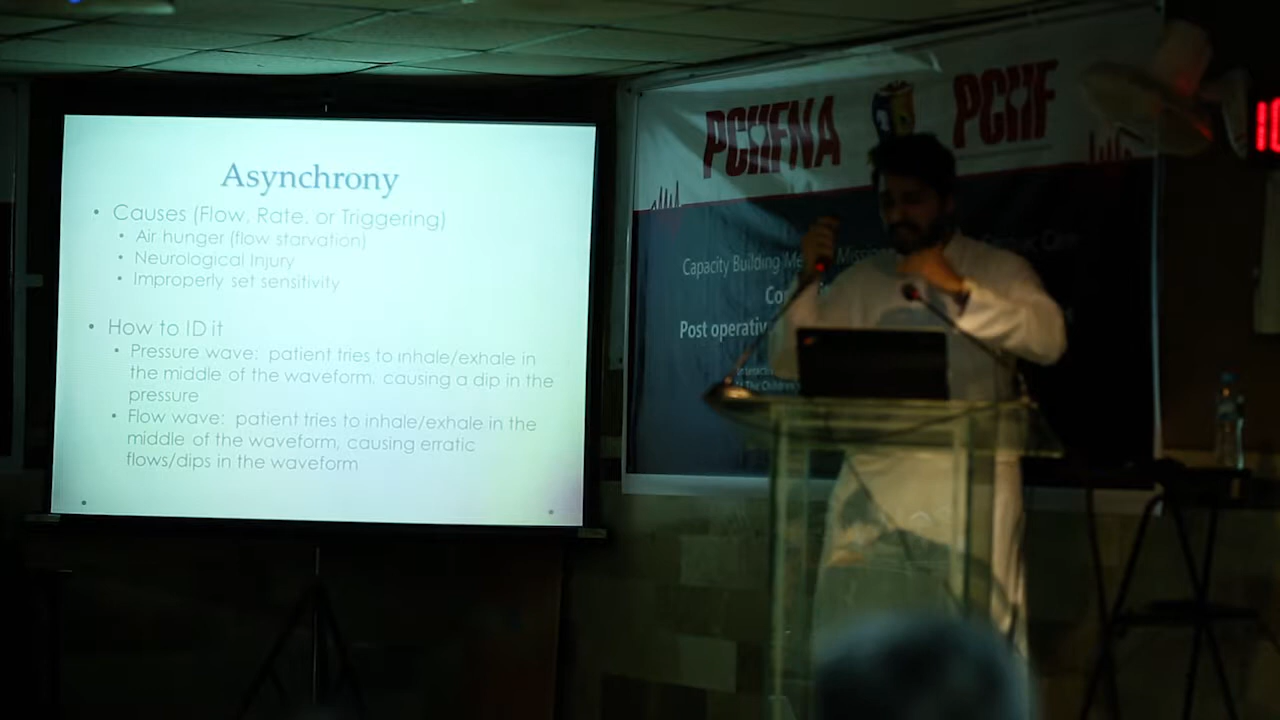 Asynchrony
• Causes (Flow, Rate, or Triggering)
• Air hunger (flow starvation)
• Neurological Injury
• Improperly set sensitivity
• How to ID it
• Pressure wave: patient tries to inhale/exhale in
the middle of the waveform, causing a dip in the
pressure
• Flow wave: patient tries to inhale/exhale in the
middle of the waveform, causing erratic
flows/dips in the waveform
PCHFNA
PCHF
Capacity Building
Post operativ
The Children